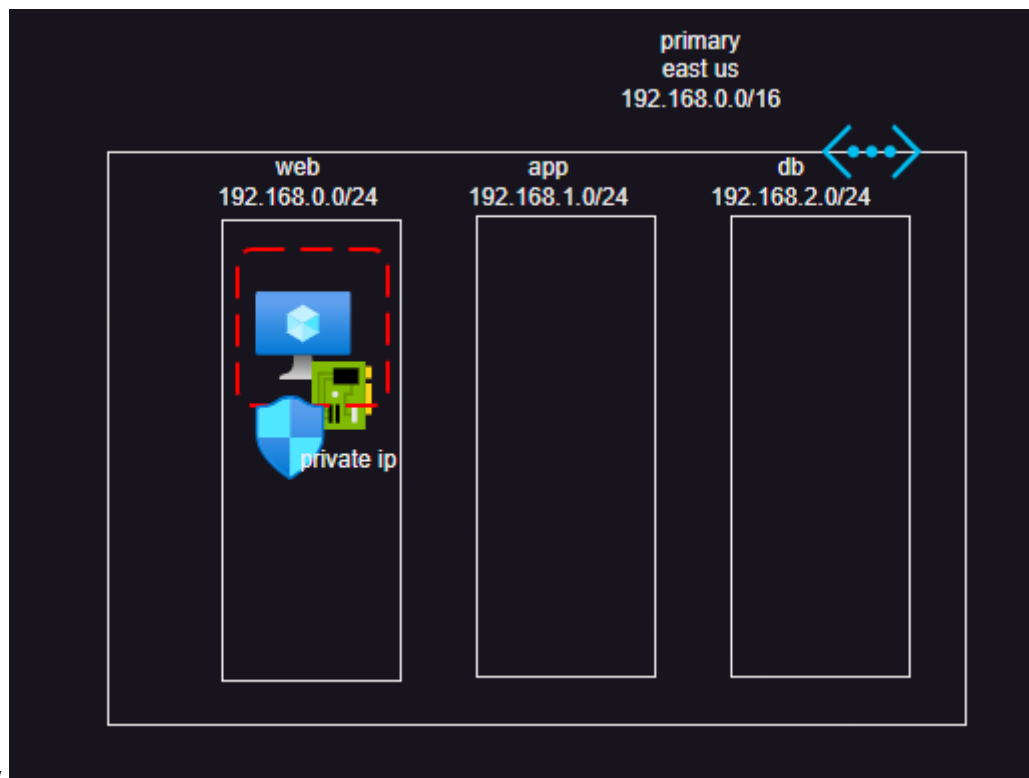 primary
east us
192.168.0.0/16
web
192.168.0.0/24
app
192.168.1.0/24
db
192.168.2.0/24
private ip